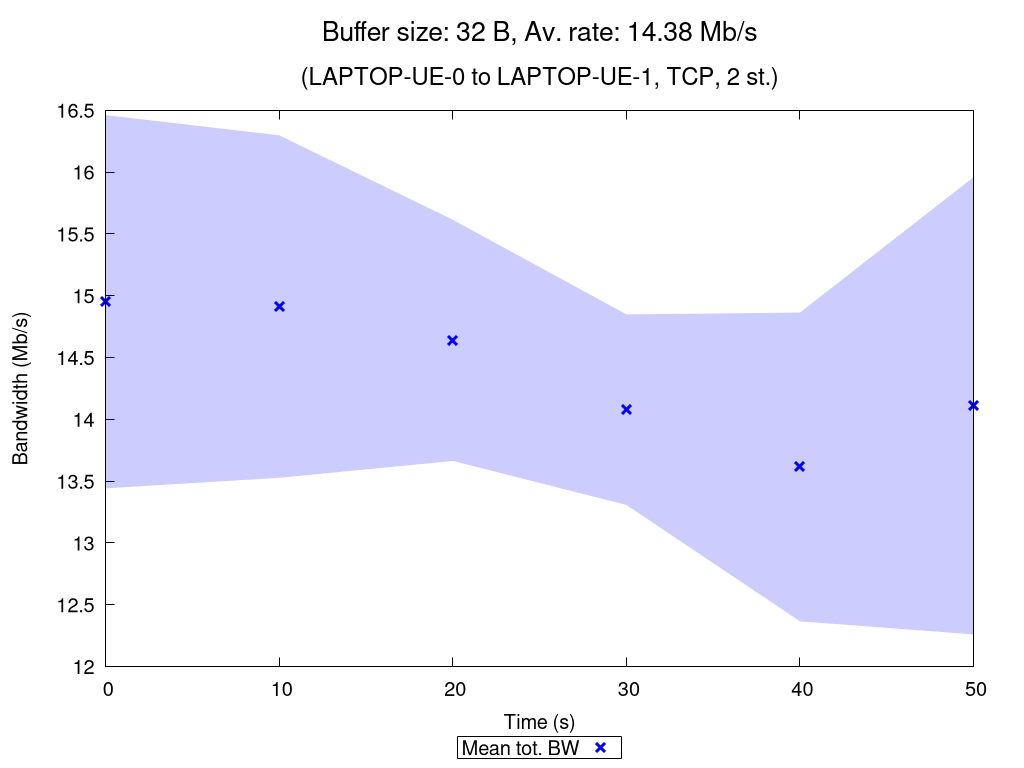 Buffer size: 32 B, Av. rate: 14.38 Mb/s
(LAPTOP-UE-0 to LAPTOP-UE-1, TCP, 2 st.)
16.5
16
15.5
15
14.5
14
13.5
13
12.5
12
Bandwidth (Mb/s)
0 10 20 30 40 50
Time (s)
Mean tot. BW